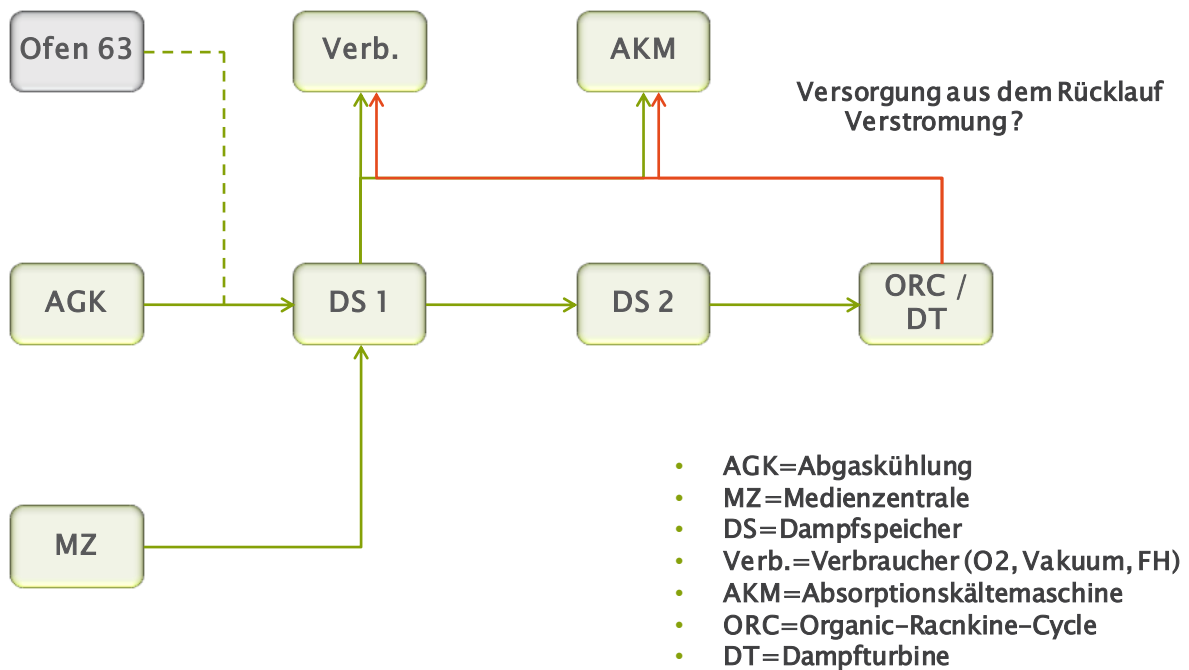 Ofen 63
Verb.
AKM
Versorgung aus dem Rücklauf
Verstromung ?
AGK
DS 1
DS 2
ORC /
DT
MZ
• AGK=Abgaskühlung
• MZ=Medienzentrale
• DS=Dampfspeicher
• Verb.=Verbraucher (O2, Vakuum, FH)
• AKM=Absorptionskältemaschine
• ORC=Organic-Racnkine-Cycle
• DT=Dampfturbine